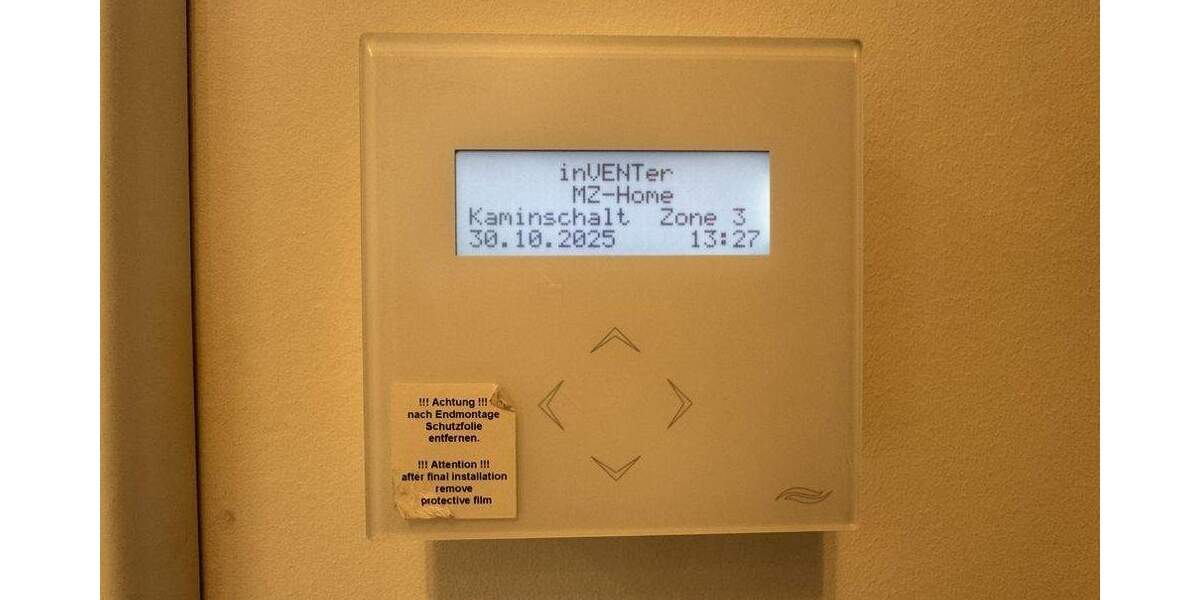 inVENTer
MZ-Home
Kaminschalt Zone 3
30.10.2025 13:27
!!! Achtung !!!
nach Endmontage
Schutzfolie
entfernen.
!!! Attention !!!
after final installation
remove
protective film